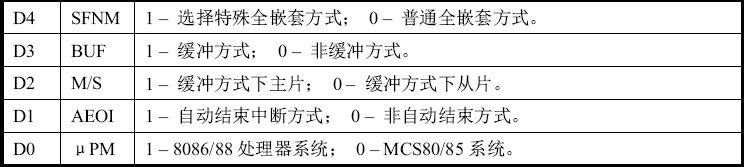 D4 SFNM 1 – 选择特殊全嵌套方式； 0 – 普通全嵌套方式。
D3 BUF 1 – 缓冲方式； 0 – 非缓冲方式。
D2 M/S 1 – 缓冲方式下主片； 0 – 缓冲方式下从片。
D1 AEOI 1 – 自动结束中断方式； 0 – 非自动结束方式。
D0 μPM 1 – 8086/88 处理器系统； 0 – MCS80/85 系统。